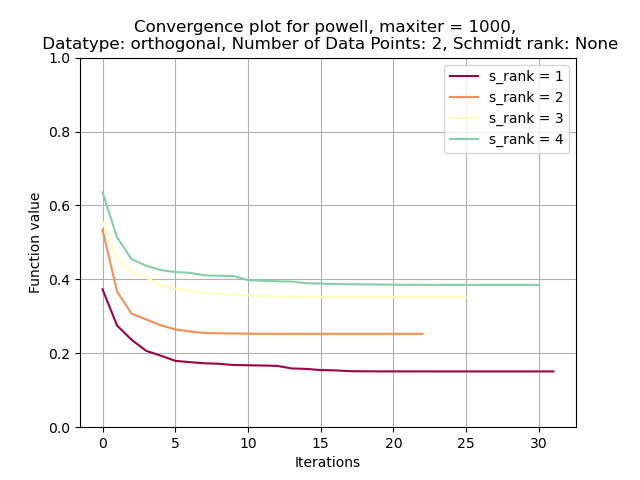 Convergence plot for powell, maxiter = 1000,
Datatype: orthogonal, Number of Data Points: 2, Schmidt rank: None
1.0
0.8
0.6
0.4
0.2
0.0
Function value
s_rank = 1
s_rank = 2
s_rank = 3
s_rank = 4
0 5 10 15 20 25 30
Iterations